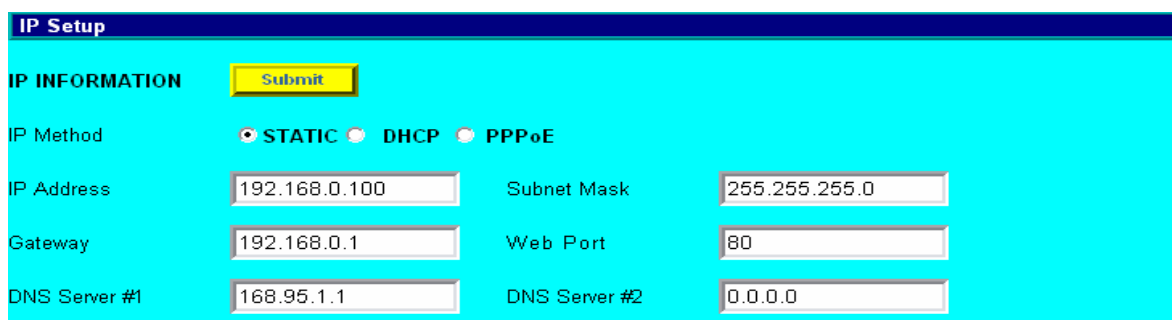 IP Setup
IP INFORMATION Submit
IP Method STATIC DHCP PPPoE
IP Address 192.168.0.100 Subnet Mask 255.255.255.0
Gateway 192.168.0.1 Web Port 80
DNS Server #1 168.95.1.1 DNS Server #2 0.0.0.0